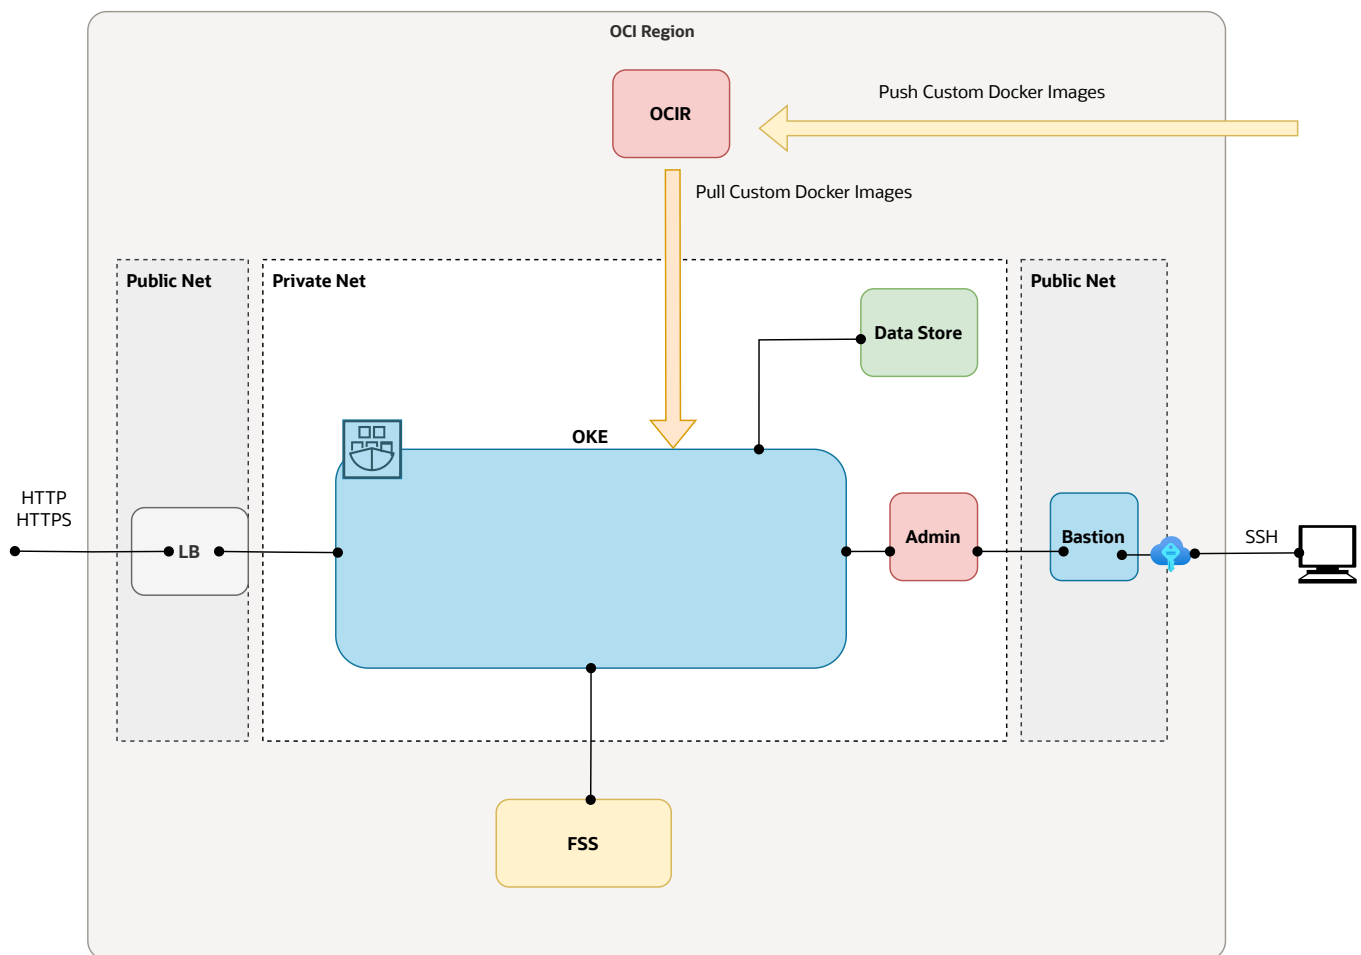 OCI Region
OCIR
Push Custom Docker Images
Pull Custom Docker Images
Public Net
Private Net
Public Net
Data Store
OKE
HTTP
HTTPS
LB
Admin
Bastion
SSH
FSS